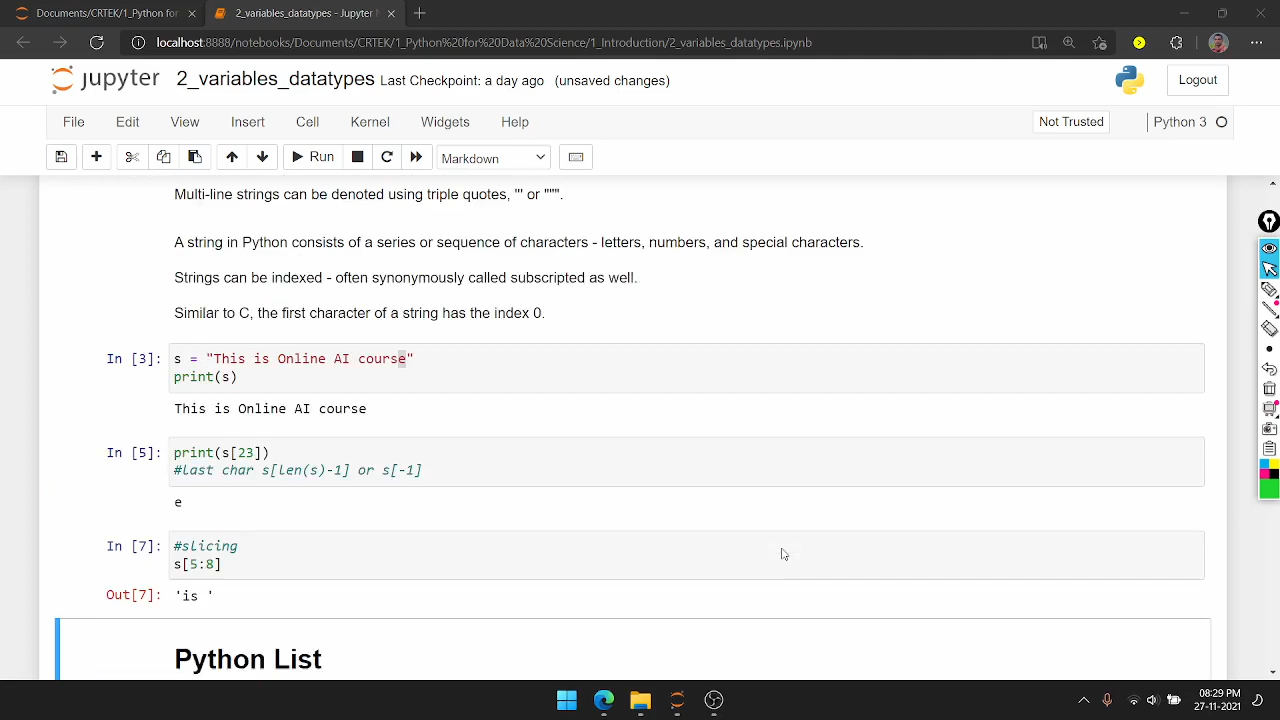 Documents/CRTEK/1_Python for
2_variables_datatypes - Jupyter
localhost:8888/notebooks/Documents/CRTEK/1_Python%20for%20Data%20Science/1_Introduction/2_variables_datatypes.ipynb
jupyter 2_variables_datatypes Last Checkpoint: a day ago (unsaved changes)
Logout
File Edit View Insert Cell Kernel Widgets Help
Not Trusted
Python 3
Run
Markdown
Multi-line strings can be denoted using triple quotes, ''' or """.
A string in Python consists of a series or sequence of characters - letters, numbers, and special characters.
Strings can be indexed - often synonymously called subscripted as well.
Similar to C, the first character of a string has the index 0.
In [3]: s = "This is Online AI course"
print(s)
This is Online AI course
In [5]: print(s[23])
#last char s[len(s)-1] or s[-1]
e
In [7]: #slicing
s[5:8]
Out[7]: 'is '
Python List
08:29 PM
27-11-2021